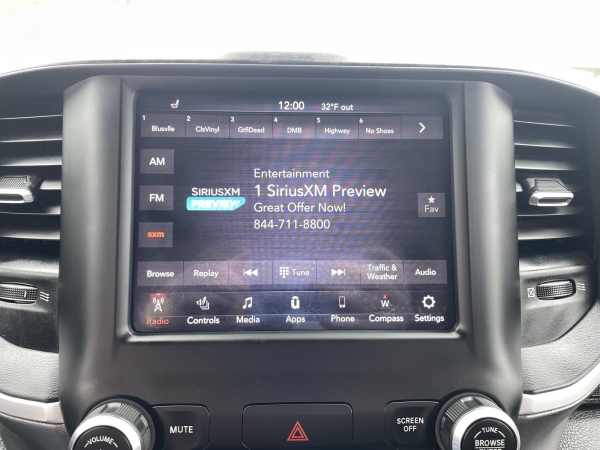 12:00 32°F out
1 2 3 4 5 6
Blusvlle ClsVinyl GtflDead DMB Highway No Shoes
AM
Entertainment
SIRIUSXM 1 SiriusXM Preview
PREVIEW Great Offer Now!
844-711-8800
FM
Fav
sxm
Browse Replay Tune Traffic & Weather Audio
W
Radio Controls Media Apps Phone Compass Settings
VOLUME MUTE SCREEN OFF TUNE
BROWSE